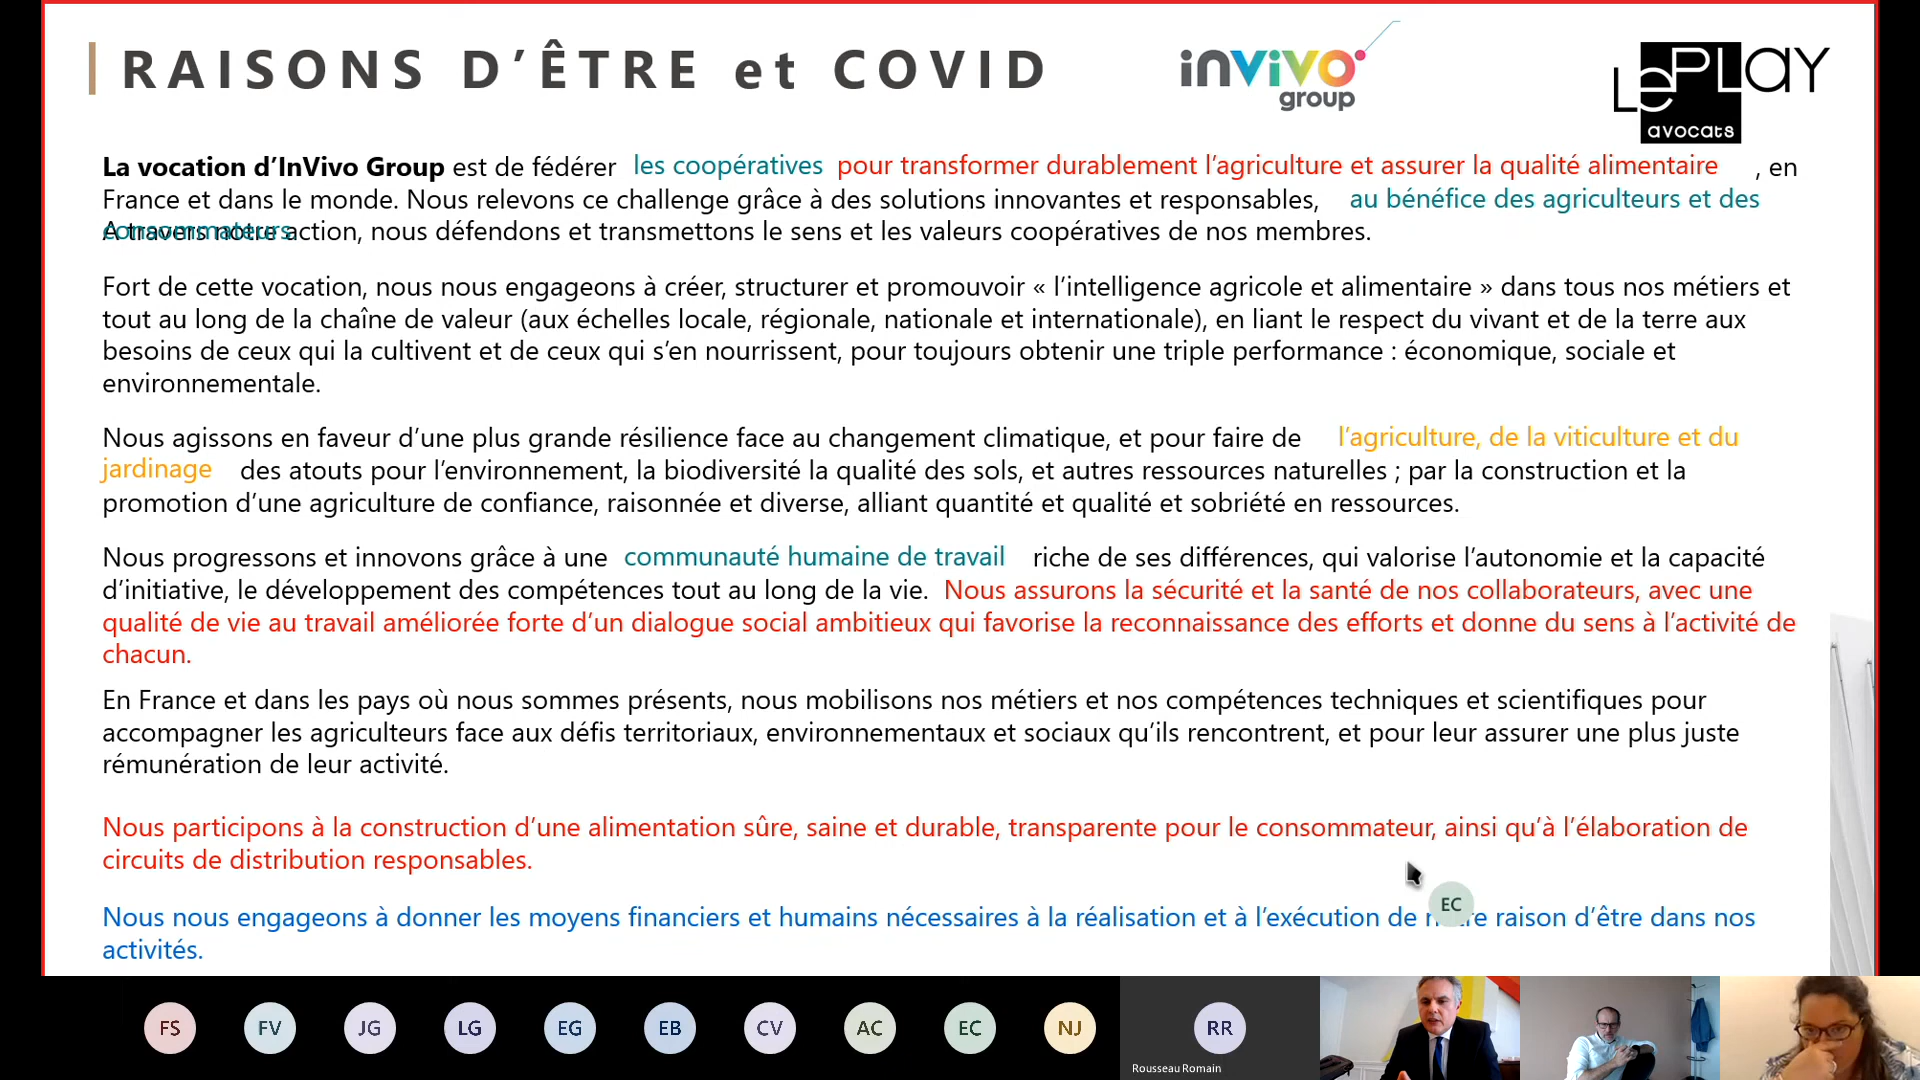 RAISONS D’ÊTRE et COVID
invivo
group
LePLay
avocats
La vocation d’InVivo Group est de fédérer les coopératives pour transformer durablement l’agriculture et assurer la qualité alimentaire , en
France et dans le monde. Nous relevons ce challenge grâce à des solutions innovantes et responsables, au bénéfice des agriculteurs et des
consommateurs.
A travers notre action, nous défendons et transmettons le sens et les valeurs coopératives de nos membres.
Fort de cette vocation, nous nous engageons à créer, structurer et promouvoir « l’intelligence agricole et alimentaire » dans tous nos métiers et
tout au long de la chaîne de valeur (aux échelles locale, régionale, nationale et internationale), en liant le respect du vivant et de la terre aux
besoins de ceux qui la cultivent et de ceux qui s’en nourrissent, pour toujours obtenir une triple performance : économique, sociale et
environnementale.
Nous agissons en faveur d’une plus grande résilience face au changement climatique, et pour faire de l’agriculture, de la viticulture et du
jardinage des atouts pour l’environnement, la biodiversité la qualité des sols, et autres ressources naturelles ; par la construction et la
promotion d’une agriculture de confiance, raisonnée et diverse, alliant quantité et qualité et sobriété en ressources.
Nous progressons et innovons grâce à une communauté humaine de travail riche de ses différences, qui valorise l’autonomie et la capacité
d’initiative, le développement des compétences tout au long de la vie. Nous assurons la sécurité et la santé de nos collaborateurs, avec une
qualité de vie au travail améliorée forte d’un dialogue social ambitieux qui favorise la reconnaissance des efforts et donne du sens à l’activité de
chacun.
En France et dans les pays où nous sommes présents, nous mobilisons nos métiers et nos compétences techniques et scientifiques pour
accompagner les agriculteurs face aux défis territoriaux, environnementaux et sociaux qu’ils rencontrent, et pour leur assurer une plus juste
rémunération de leur activité.
Nous participons à la construction d’une alimentation sûre, saine et durable, transparente pour le consommateur, ainsi qu’à l’élaboration de
circuits de distribution responsables.
EC
Nous nous engageons à donner les moyens financiers et humains nécessaires à la réalisation et à l’exécution de notre raison d’être dans nos
activités.
FS FV JG LG EG EB CV AC EC NJ RR
Rousseau Romain